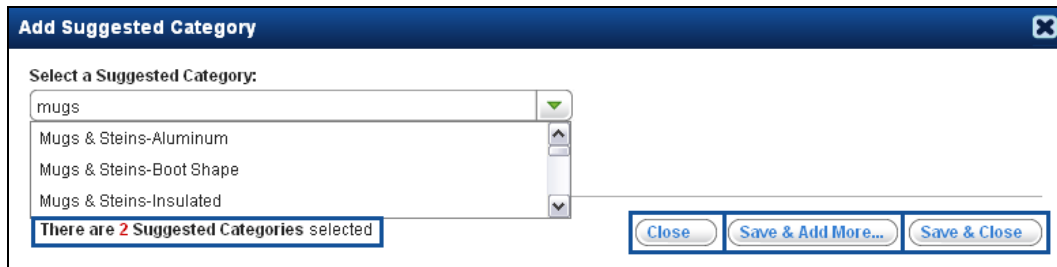 Add Suggested Category
Select a Suggested Category:
mugs
Mugs & Steins-Aluminum
Mugs & Steins-Boot Shape
Mugs & Steins-Insulated
There are 2 Suggested Categories selected
Close Save & Add More... Save & Close